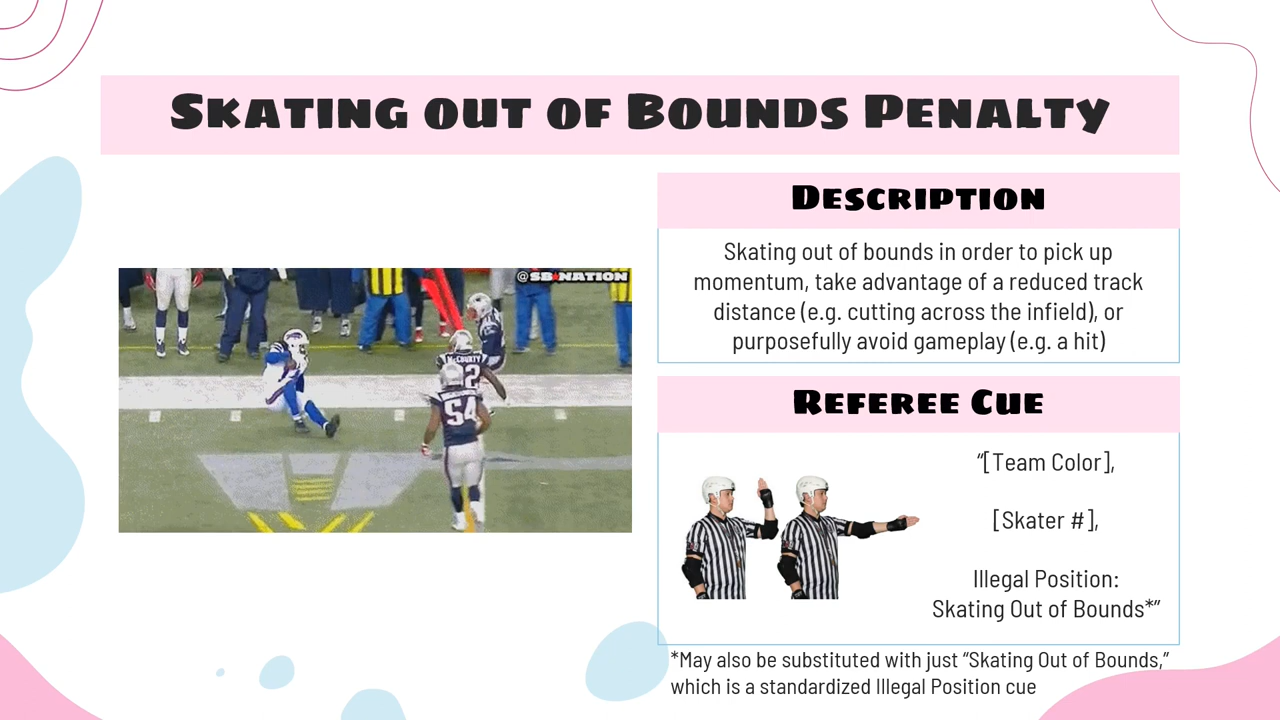 Skating out of Bounds Penalty
@SB★NATION
McCOURTY
54
Description
Skating out of bounds in order to pick up
momentum, take advantage of a reduced track
distance (e.g. cutting across the infield), or
purposefully avoid gameplay (e.g. a hit)
Referee Cue
“[Team Color],
[Skater #],
Illegal Position:
Skating Out of Bounds*”
*May also be substituted with just “Skating Out of Bounds,”
which is a standardized Illegal Position cue